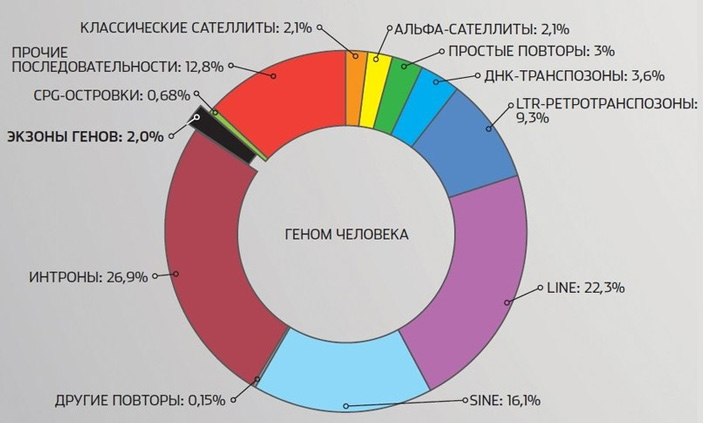 КЛАССИЧЕСКИЕ САТЕЛЛИТЫ: 2,1%
АЛЬФА-САТЕЛЛИТЫ: 2,1%
ПРОСТЫЕ ПОВТОРЫ: 3%
ПРОЧИЕ
ПОСЛЕДОВАТЕЛЬНОСТИ: 12,8%
ДНК-ТРАНСПОЗОНЫ: 3,6%
CPG-ОСТРОВКИ: 0,68%
LTR-РЕТРОТРАНСПОЗОНЫ:
9,3%
ЭКЗОНЫ ГЕНОВ: 2,0%
ГЕНОМ ЧЕЛОВЕКА
ИНТРОНЫ: 26,9%
LINE: 22,3%
ДРУГИЕ ПОВТОРЫ: 0,15%
SINE: 16,1%